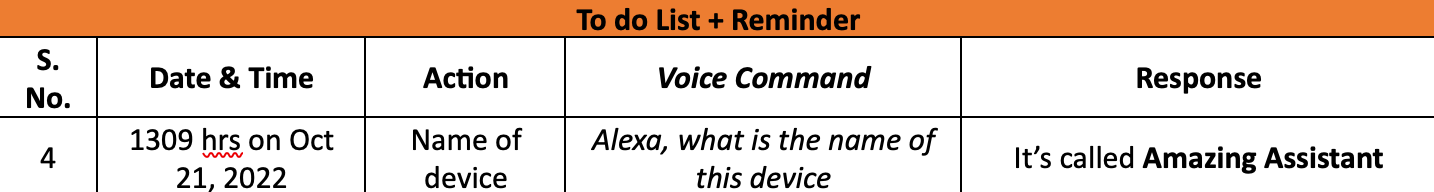 To do List + Reminder
S. No. Date & Time Action Voice Command Response
4 1309 hrs on Oct 21, 2022 Name of device Alexa, what is the name of this device It's called Amazing Assistant